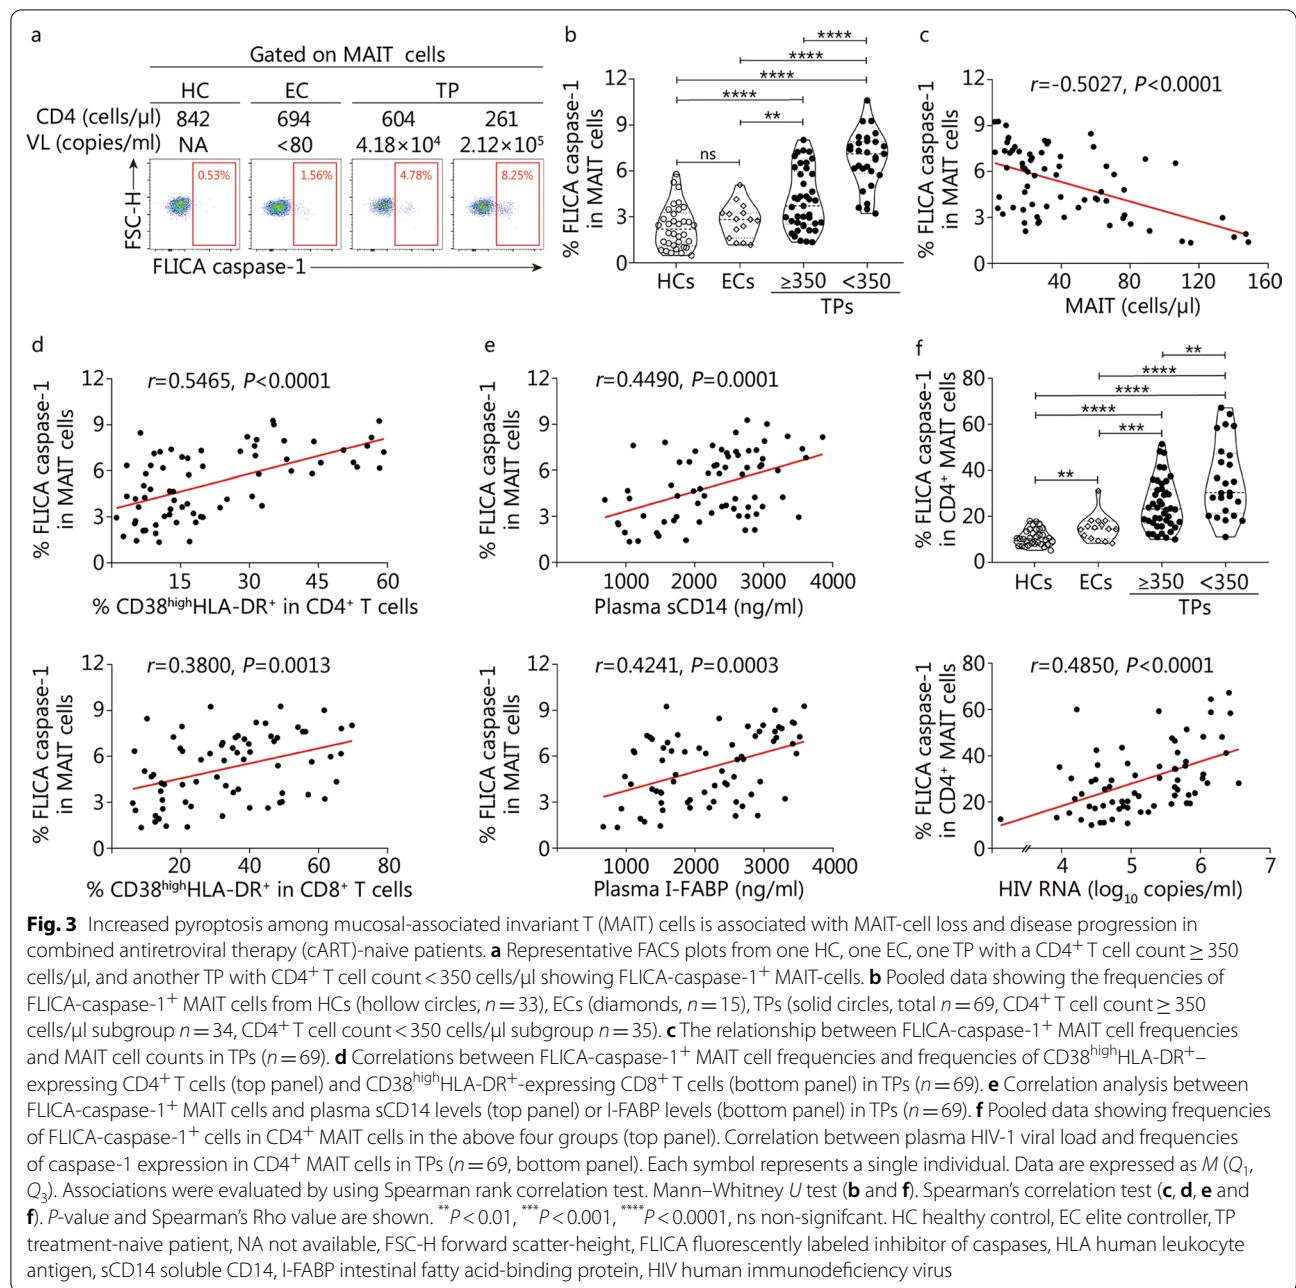 a
Gated on MAIT cells
HC EC TP
CD4 (cells/µl) 842 694 604 261
VL (copies/ml) NA <80 4.18×10⁴ 2.12×10⁵
FSC-H
0.53% 1.56% 4.78% 8.25%
FLICA caspase-1
b
% FLICA caspase-1
in MAIT cells
12
9
6
3
0
****
****
****
****
**
ns
HCs ECs ≥350 <350
TPs
c
% FLICA caspase-1
in MAIT cells
r=-0.5027, P<0.0001
12
9
6
3
0
40 80 120 160
MAIT (cells/µl)
d
% FLICA caspase-1
in MAIT cells
r=0.5465, P<0.0001
12
9
6
3
0
15 30 45 60
% CD38ʰⁱᵍʰHLA-DR⁺ in CD4⁺ T cells
% FLICA caspase-1
in MAIT cells
r=0.3800, P=0.0013
12
9
6
3
0
20 40 60 80
% CD38ʰⁱᵍʰHLA-DR⁺ in CD8⁺ T cells
e
% FLICA caspase-1
in MAIT cells
r=0.4490, P=0.0001
12
9
6
3
0
1000 2000 3000 4000
Plasma sCD14 (ng/ml)
% FLICA caspase-1
in MAIT cells
r=0.4241, P=0.0003
12
9
6
3
0
1000 2000 3000 4000
Plasma I-FABP (ng/ml)
f
% FLICA caspase-1
in CD4⁺ MAIT cells
80
60
40
20
0
**
****
****
****
***
**
HCs ECs ≥350 <350
TPs
% FLICA caspase-1
in CD4⁺ MAIT cells
r=0.4850, P<0.0001
80
60
40
20
0
4 5 6 7
HIV RNA (log₁₀ copies/ml)
Fig. 3 Increased pyroptosis among mucosal-associated invariant T (MAIT) cells is associated with MAIT-cell loss and disease progression in
combined antiretroviral therapy (cART)-naive patients. a Representative FACS plots from one HC, one EC, one TP with a CD4⁺ T cell count ≥ 350
cells/µl, and another TP with CD4⁺ T cell count < 350 cells/µl showing FLICA-caspase-1⁺ MAIT-cells. b Pooled data showing the frequencies of
FLICA-caspase-1⁺ MAIT cells from HCs (hollow circles, n = 33), ECs (diamonds, n = 15), TPs (solid circles, total n = 69, CD4⁺ T cell count ≥ 350
cells/µl subgroup n = 34, CD4⁺ T cell count < 350 cells/µl subgroup n = 35). c The relationship between FLICA-caspase-1⁺ MAIT cell frequencies
and MAIT cell counts in TPs (n = 69). d Correlations between FLICA-caspase-1⁺ MAIT cell frequencies and frequencies of CD38ʰⁱᵍʰHLA-DR⁺–
expressing CD4⁺ T cells (top panel) and CD38ʰⁱᵍʰHLA-DR⁺-expressing CD8⁺ T cells (bottom panel) in TPs (n = 69). e Correlation analysis between
FLICA-caspase-1⁺ MAIT cells and plasma sCD14 levels (top panel) or I-FABP levels (bottom panel) in TPs (n = 69). f Pooled data showing frequencies
of FLICA-caspase-1⁺ cells in CD4⁺ MAIT cells in the above four groups (top panel). Correlation between plasma HIV-1 viral load and frequencies
of caspase-1 expression in CD4⁺ MAIT cells in TPs (n = 69, bottom panel). Each symbol represents a single individual. Data are expressed as M (Q₁,
Q₃). Associations were evaluated by using Spearman rank correlation test. Mann–Whitney U test (b and f). Spearman's correlation test (c, d, e and
f). P-value and Spearman's Rho value are shown. **P < 0.01, ***P < 0.001, ****P < 0.0001, ns non-signifcant. HC healthy control, EC elite controller, TP
treatment-naive patient, NA not available, FSC-H forward scatter-height, FLICA fluorescently labeled inhibitor of caspases, HLA human leukocyte
antigen, sCD14 soluble CD14, I-FABP intestinal fatty acid-binding protein, HIV human immunodeficiency virus